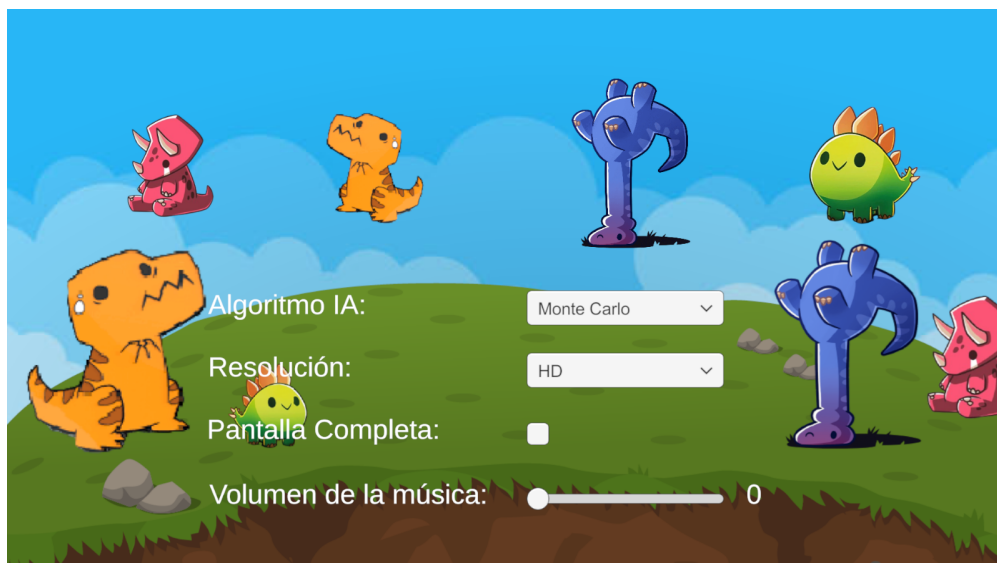 Algoritmo IA: Monte Carlo
Resolución: HD
Pantalla Completa:
Volumen de la música: 0